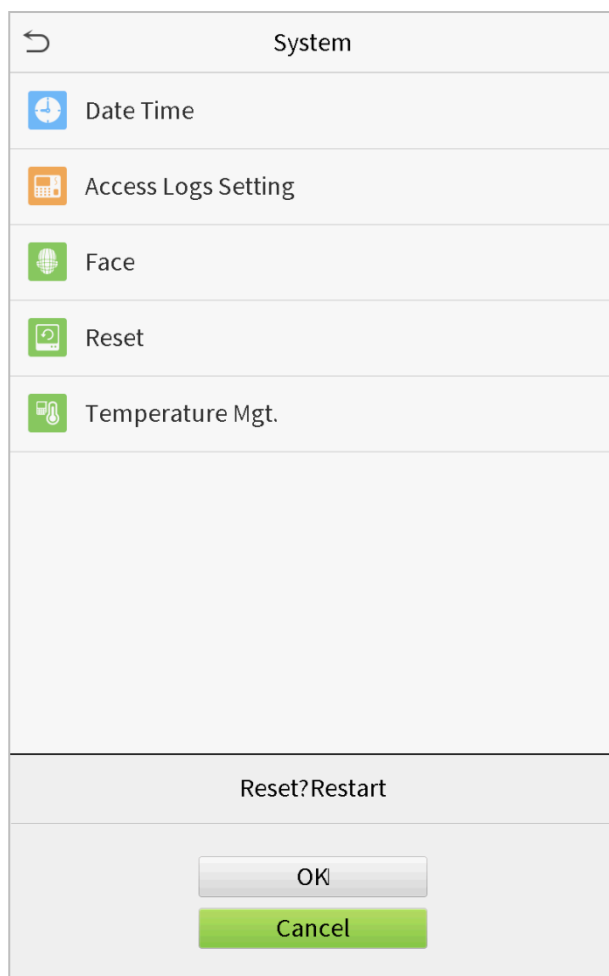 System
Date Time
Access Logs Setting
Face
Reset
Temperature Mgt.
Reset?Restart
OK
Cancel